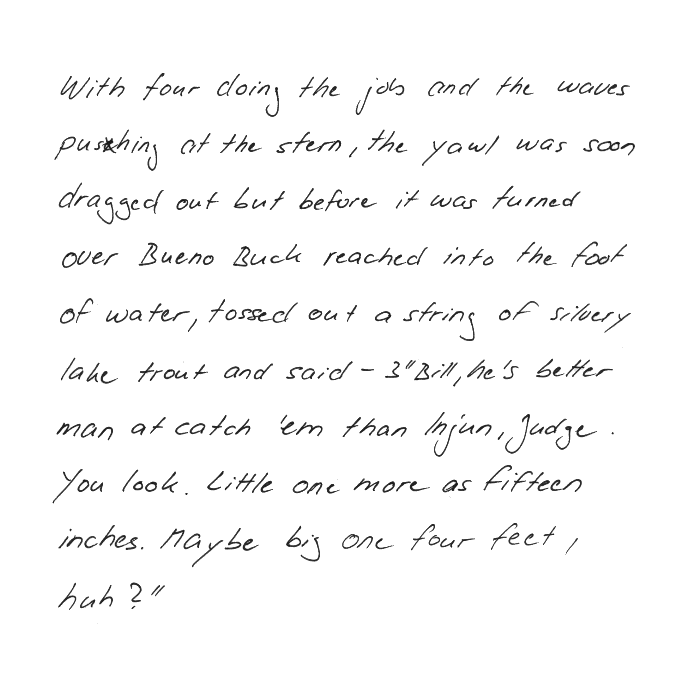 With four doing the job and the waves
pushing at the stern, the yawl was soon
dragged out but before it was turned
over Bueno Buck reached into the foot
of water, tossed out a string of silvery
lake trout and said - 3"Bill, he's better
man at catch 'em than Injun, Judge.
You look. Little one more as fifteen
inches. Maybe big one four feet,
huh?"